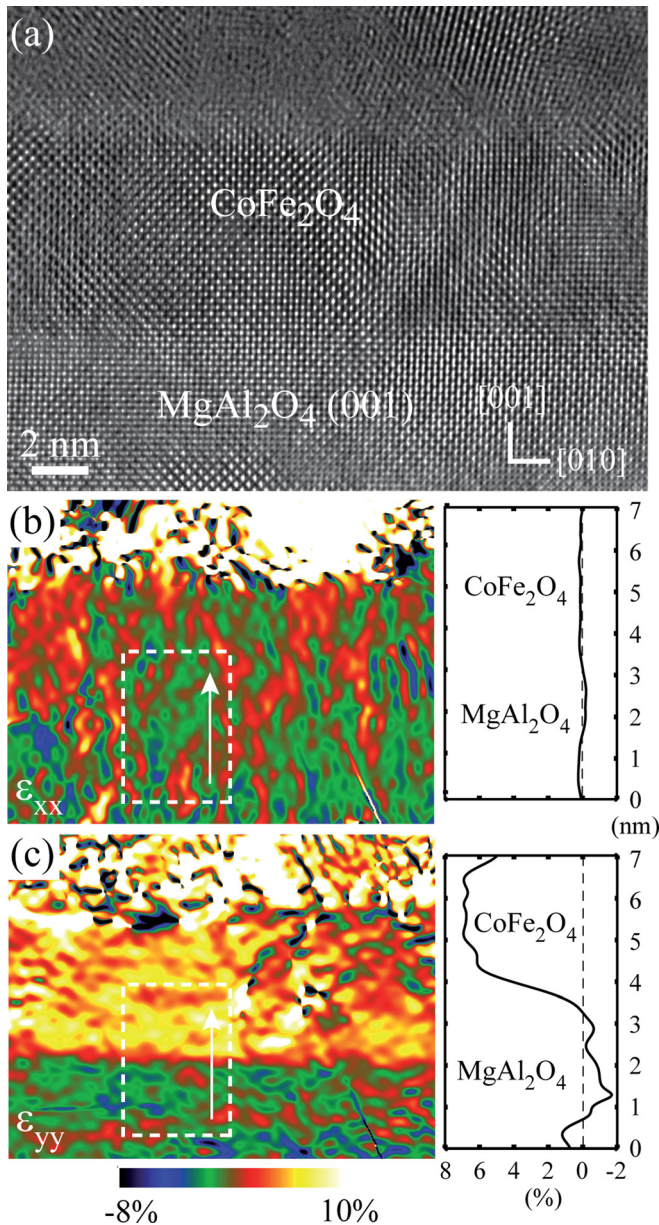 (a)
CoFe₂O₄
MgAl₂O₄ (001)
[001]
[010]
2 nm
(b)
εxx
CoFe₂O₄
MgAl₂O₄
7
6
5
4
3
2
1
0
(nm)
(c)
εyy
CoFe₂O₄
MgAl₂O₄
7
6
5
4
3
2
1
0
8 6 4 2 0 -2
(%)
-8% 10%